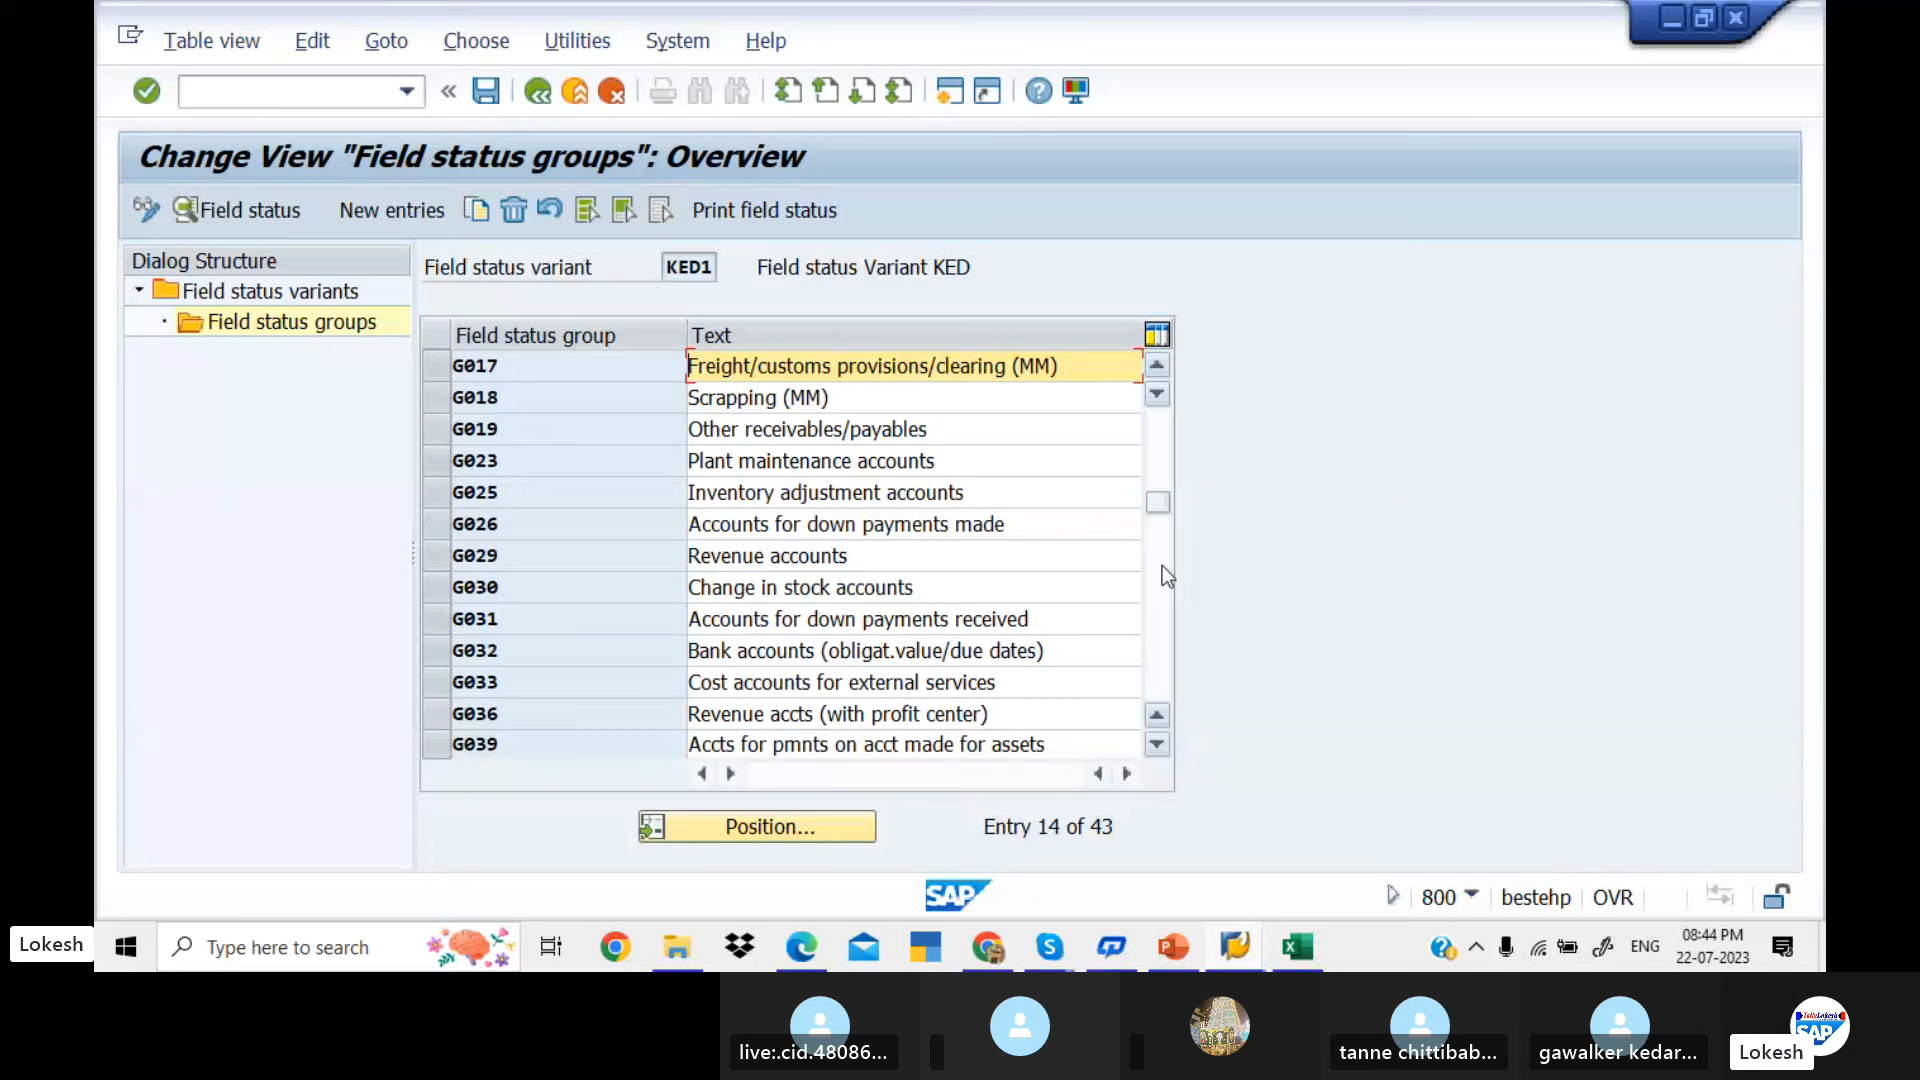 Table view Edit Goto Choose Utilities System Help
Change View "Field status groups": Overview
Field status New entries Print field status
Dialog Structure
Field status variants
Field status groups
Field status variant KED1 Field status Variant KED
Field status group Text
G017 Freight/customs provisions/clearing (MM)
G018 Scrapping (MM)
G019 Other receivables/payables
G023 Plant maintenance accounts
G025 Inventory adjustment accounts
G026 Accounts for down payments made
G029 Revenue accounts
G030 Change in stock accounts
G031 Accounts for down payments received
G032 Bank accounts (obligat.value/due dates)
G033 Cost accounts for external services
G036 Revenue accts (with profit center)
G039 Accts for pmnts on acct made for assets
Position... Entry 14 of 43
SAP
800 bestehp OVR
Lokesh
Type here to search
ENG
08:44 PM
22-07-2023
live:.cid.48086...
tanne chittibab...
gawalker kedar...
SAP
Lokesh